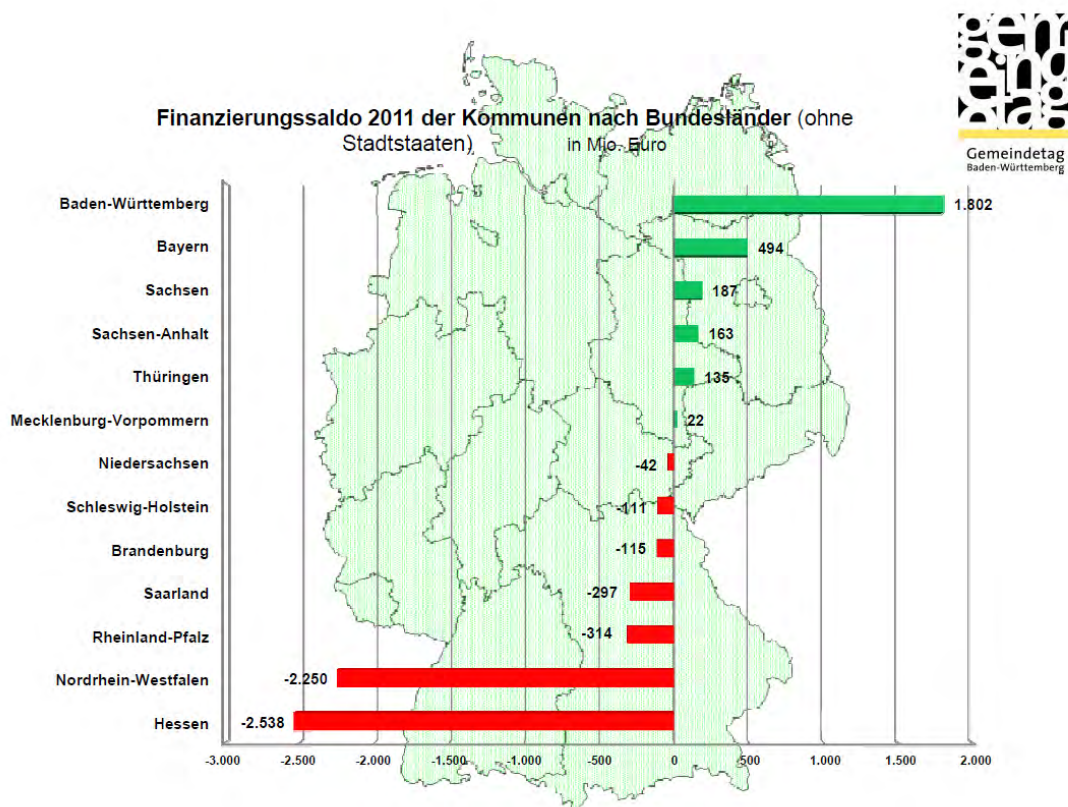 gem
eind
etag
Gemeindetag
Baden-Württemberg
Finanzierungssaldo 2011 der Kommunen nach Bundesländer (ohne
Stadtstaaten) in Mio. Euro
Baden-Württemberg 1.802
Bayern 494
Sachsen 187
Sachsen-Anhalt 163
Thüringen 135
Mecklenburg-Vorpommern 22
Niedersachsen -42
Schleswig-Holstein -111
Brandenburg -115
Saarland -297
Rheinland-Pfalz -314
Nordrhein-Westfalen -2.250
Hessen -2.538
-3.000 -2.500 -2.000 -1.500 -1.000 -500 0 500 1.000 1.500 2.000